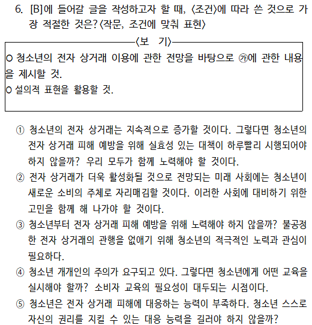 6. [B]에 들어갈 글을 작성하고자 할 때, <조건>에 따라 쓴 것으로 가
장 적절한 것은?<작문, 조건에 맞춰 표현>
<보 기>
○ 청소년의 전자 상거래 이용에 관한 전망을 바탕으로 ㉮에 관한 내용
을 제시할 것.
○ 설의적 표현을 활용할 것.
① 청소년의 전자 상거래는 지속적으로 증가할 것이다. 그렇다면 청소년의
전자 상거래 피해 예방을 위해 실효성 있는 대책이 하루빨리 시행되어야
하지 않을까? 우리 모두가 함께 노력해야 할 것이다.
② 전자 상거래가 더욱 활성화될 것으로 전망되는 미래 사회에는 청소년이
새로운 소비의 주체로 자리매김할 것이다. 이러한 사회에 대비하기 위한
고민을 함께 해 나가야 할 것이다.
③ 청소년부터 전자 상거래 피해 예방을 위해 노력해야 하지 않을까? 불공정
한 전자 상거래의 관행을 없애기 위해 청소년의 적극적인 노력과 관심이
필요하다.
④ 청소년 개개인의 주의가 요구되고 있다. 그렇다면 청소년에게 어떤 교육을
실시해야 할까? 소비자 교육의 필요성이 대두되는 시점이다.
⑤ 청소년은 전자 상거래 피해에 대응하는 능력이 부족하다. 청소년 스스로
자신의 권리를 지킬 수 있는 대응 능력을 길러야 하지 않을까?